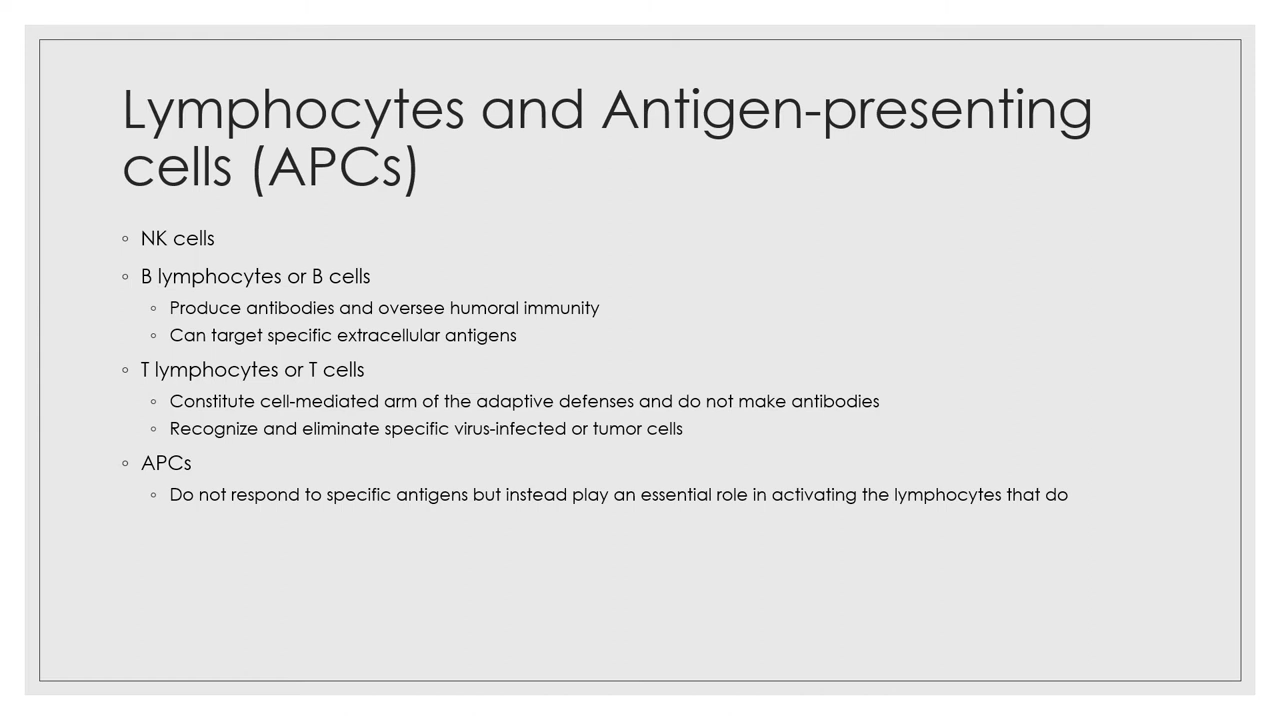 Lymphocytes and Antigen-presenting
cells (APCs)
◦ NK cells
◦ B lymphocytes or B cells
◦ Produce antibodies and oversee humoral immunity
◦ Can target specific extracellular antigens
◦ T lymphocytes or T cells
◦ Constitute cell-mediated arm of the adaptive defenses and do not make antibodies
◦ Recognize and eliminate specific virus-infected or tumor cells
◦ APCs
◦ Do not respond to specific antigens but instead play an essential role in activating the lymphocytes that do